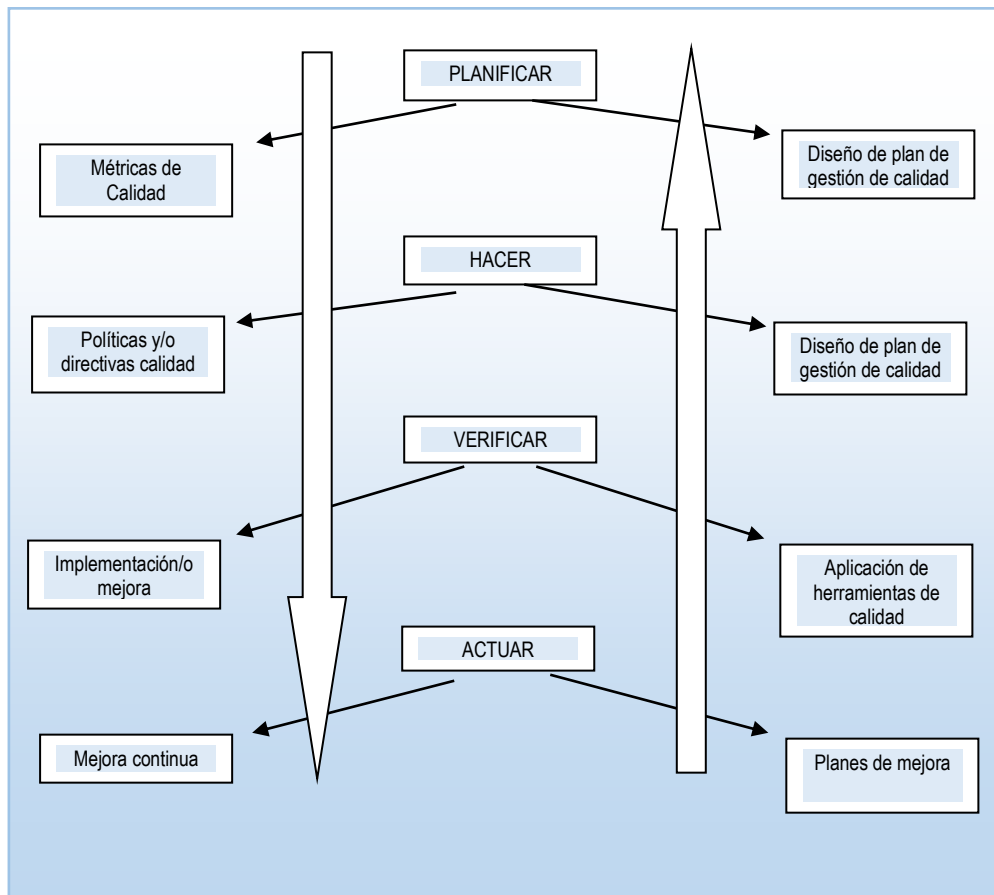 PLANIFICAR
Métricas de
Calidad
Diseño de plan de
gestión de calidad
HACER
Políticas y/o
directivas calidad
Diseño de plan de
gestión de calidad
VERIFICAR
Implementación/o
mejora
Aplicación de
herramientas de
calidad
ACTUAR
Mejora continua
Planes de mejora